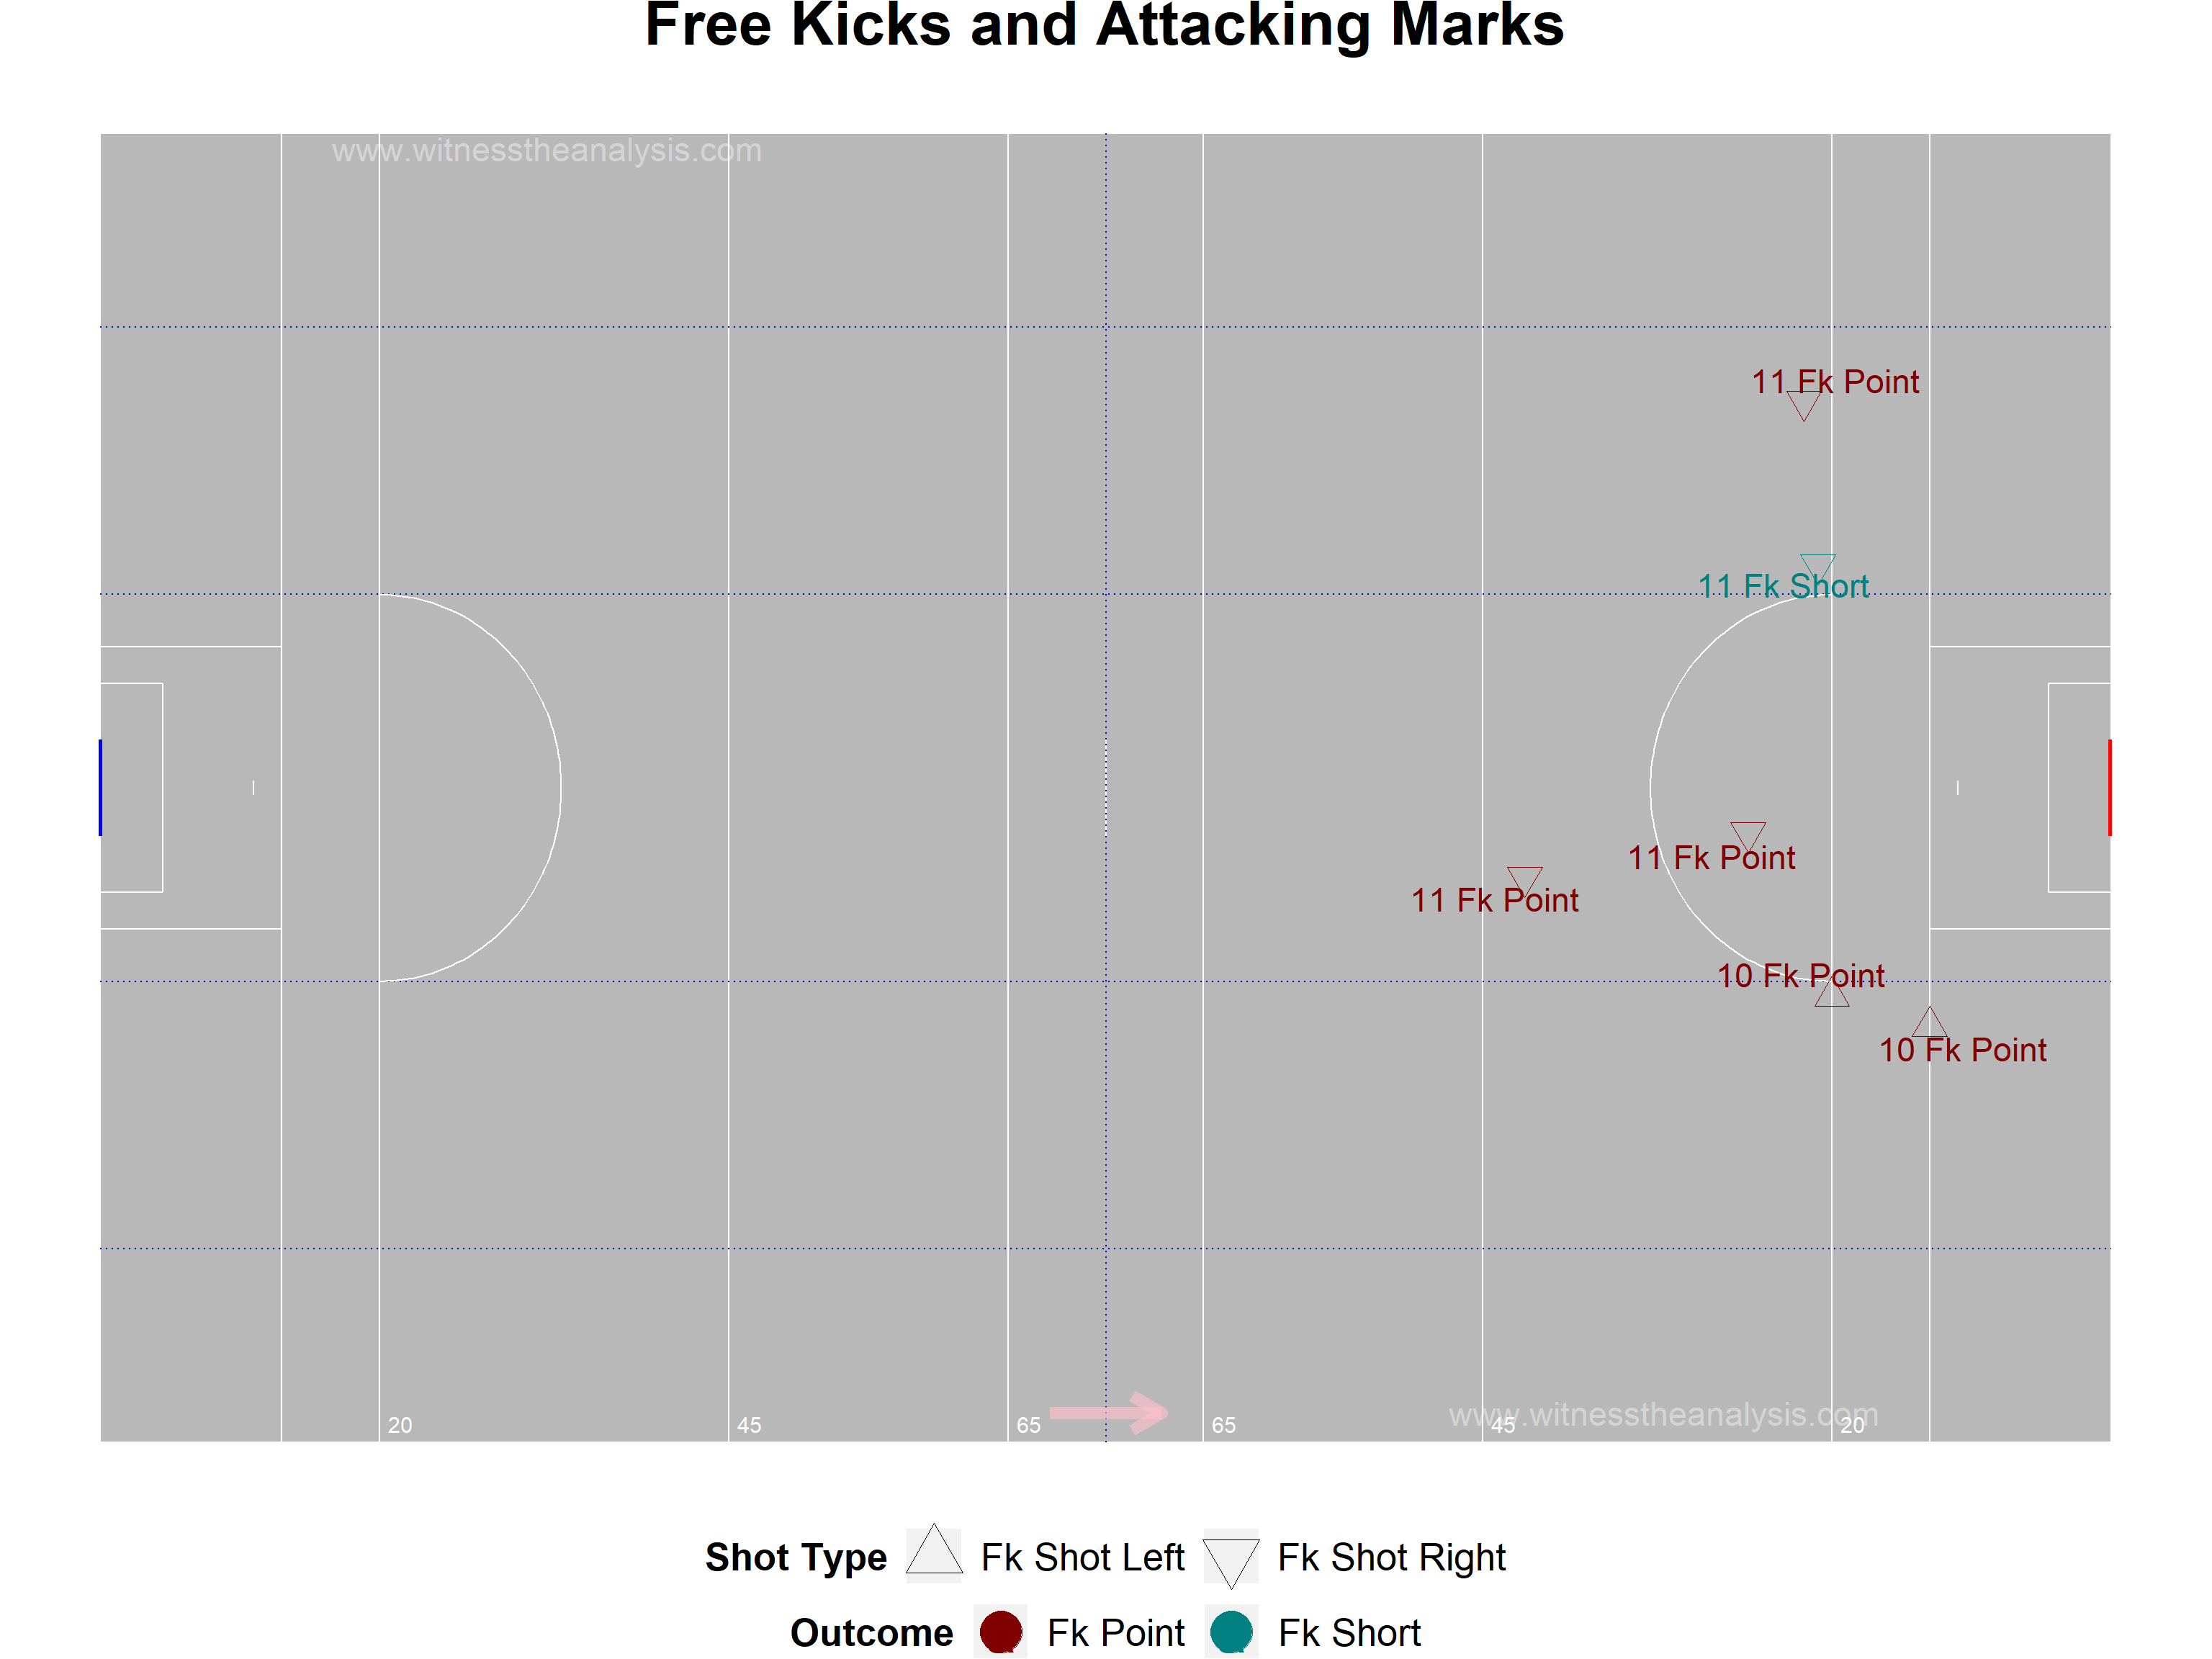 Free Kicks and Attacking Marks
www.witnesstheanalysis.com
11 Fk Point
11 Fk Short
11 Fk Point
11 Fk Point
10 Fk Point
10 Fk Point
www.witnesstheanalysis.com
20 45 65 65 45 20
Shot Type Fk Shot Left Fk Shot Right
Outcome Fk Point Fk Short